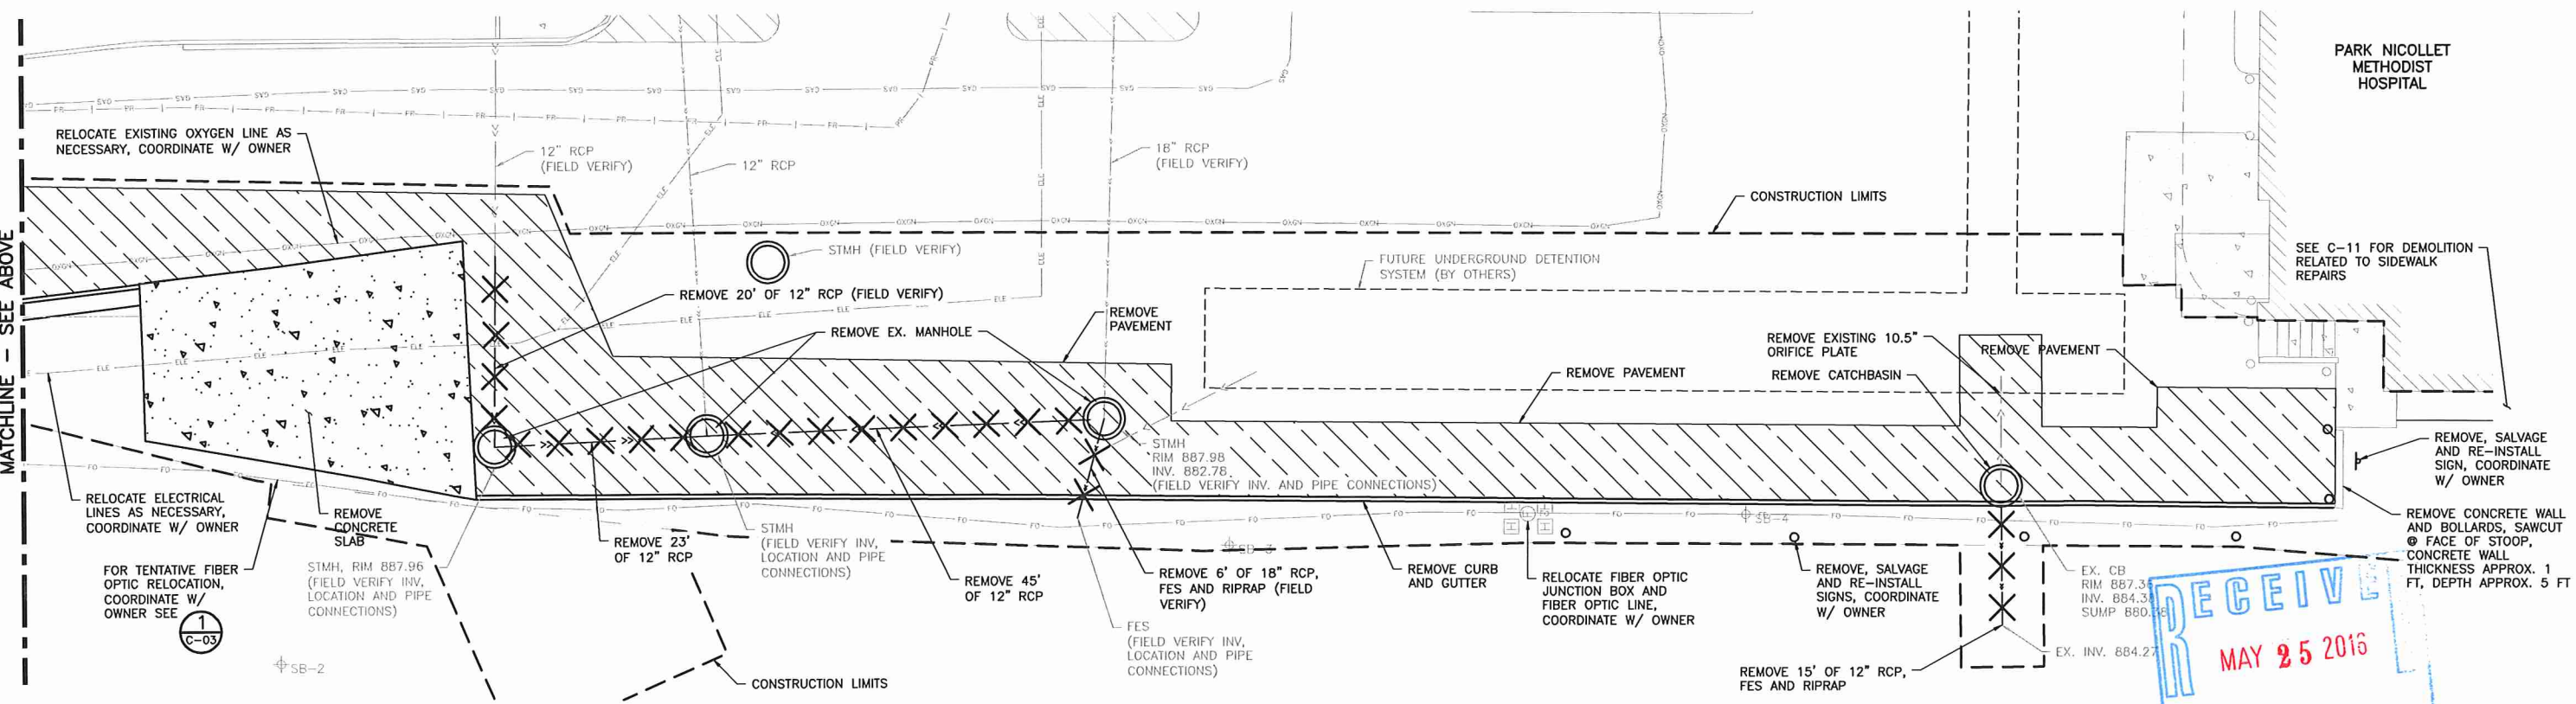 MATCHLINE - SEE ABOVE
RELOCATE EXISTING OXYGEN LINE AS
NECESSARY, COORDINATE W/ OWNER
12" RCP
(FIELD VERIFY)
12" RCP
18" RCP
(FIELD VERIFY)
PARK NICOLLET
METHODIST
HOSPITAL
CONSTRUCTION LIMITS
STMH (FIELD VERIFY)
FUTURE UNDERGROUND DETENTION
SYSTEM (BY OTHERS)
SEE C-11 FOR DEMOLITION
RELATED TO SIDEWALK
REPAIRS
REMOVE 20' OF 12" RCP (FIELD VERIFY)
REMOVE EX. MANHOLE
REMOVE
PAVEMENT
REMOVE PAVEMENT
REMOVE EXISTING 10.5"
ORIFICE PLATE
REMOVE CATCHBASIN
REMOVE PAVEMENT
RELOCATE ELECTRICAL
LINES AS NECESSARY,
COORDINATE W/ OWNER
REMOVE
CONCRETE
SLAB
FOR TENTATIVE FIBER
OPTIC RELOCATION,
COORDINATE W/
OWNER SEE
1
C-03
STMH, RIM 887.96
(FIELD VERIFY INV,
LOCATION AND PIPE
CONNECTIONS)
SB-2
REMOVE 23'
OF 12" RCP
STMH
(FIELD VERIFY INV,
LOCATION AND PIPE
CONNECTIONS)
CONSTRUCTION LIMITS
REMOVE 45'
OF 12" RCP
STMH
RIM 887.98
INV. 882.78
(FIELD VERIFY INV. AND PIPE CONNECTIONS)
REMOVE 6' OF 18" RCP,
FES AND RIPRAP (FIELD
VERIFY)
FES
(FIELD VERIFY INV,
LOCATION AND PIPE
CONNECTIONS)
SB-3
REMOVE CURB
AND GUTTER
RELOCATE FIBER OPTIC
JUNCTION BOX AND
FIBER OPTIC LINE,
COORDINATE W/ OWNER
SB-4
REMOVE, SALVAGE
AND RE-INSTALL
SIGNS, COORDINATE
W/ OWNER
REMOVE 15' OF 12" RCP,
FES AND RIPRAP
EX. CB
RIM 887.3
INV. 884.3
SUMP 880.
EX. INV. 884.27
REMOVE, SALVAGE
AND RE-INSTALL
SIGN, COORDINATE
W/ OWNER
REMOVE CONCRETE WALL
AND BOLLARDS, SAWCUT
@ FACE OF STOOP,
CONCRETE WALL
THICKNESS APPROX. 1
FT, DEPTH APPROX. 5 FT
RECEIVE
MAY 25 2016